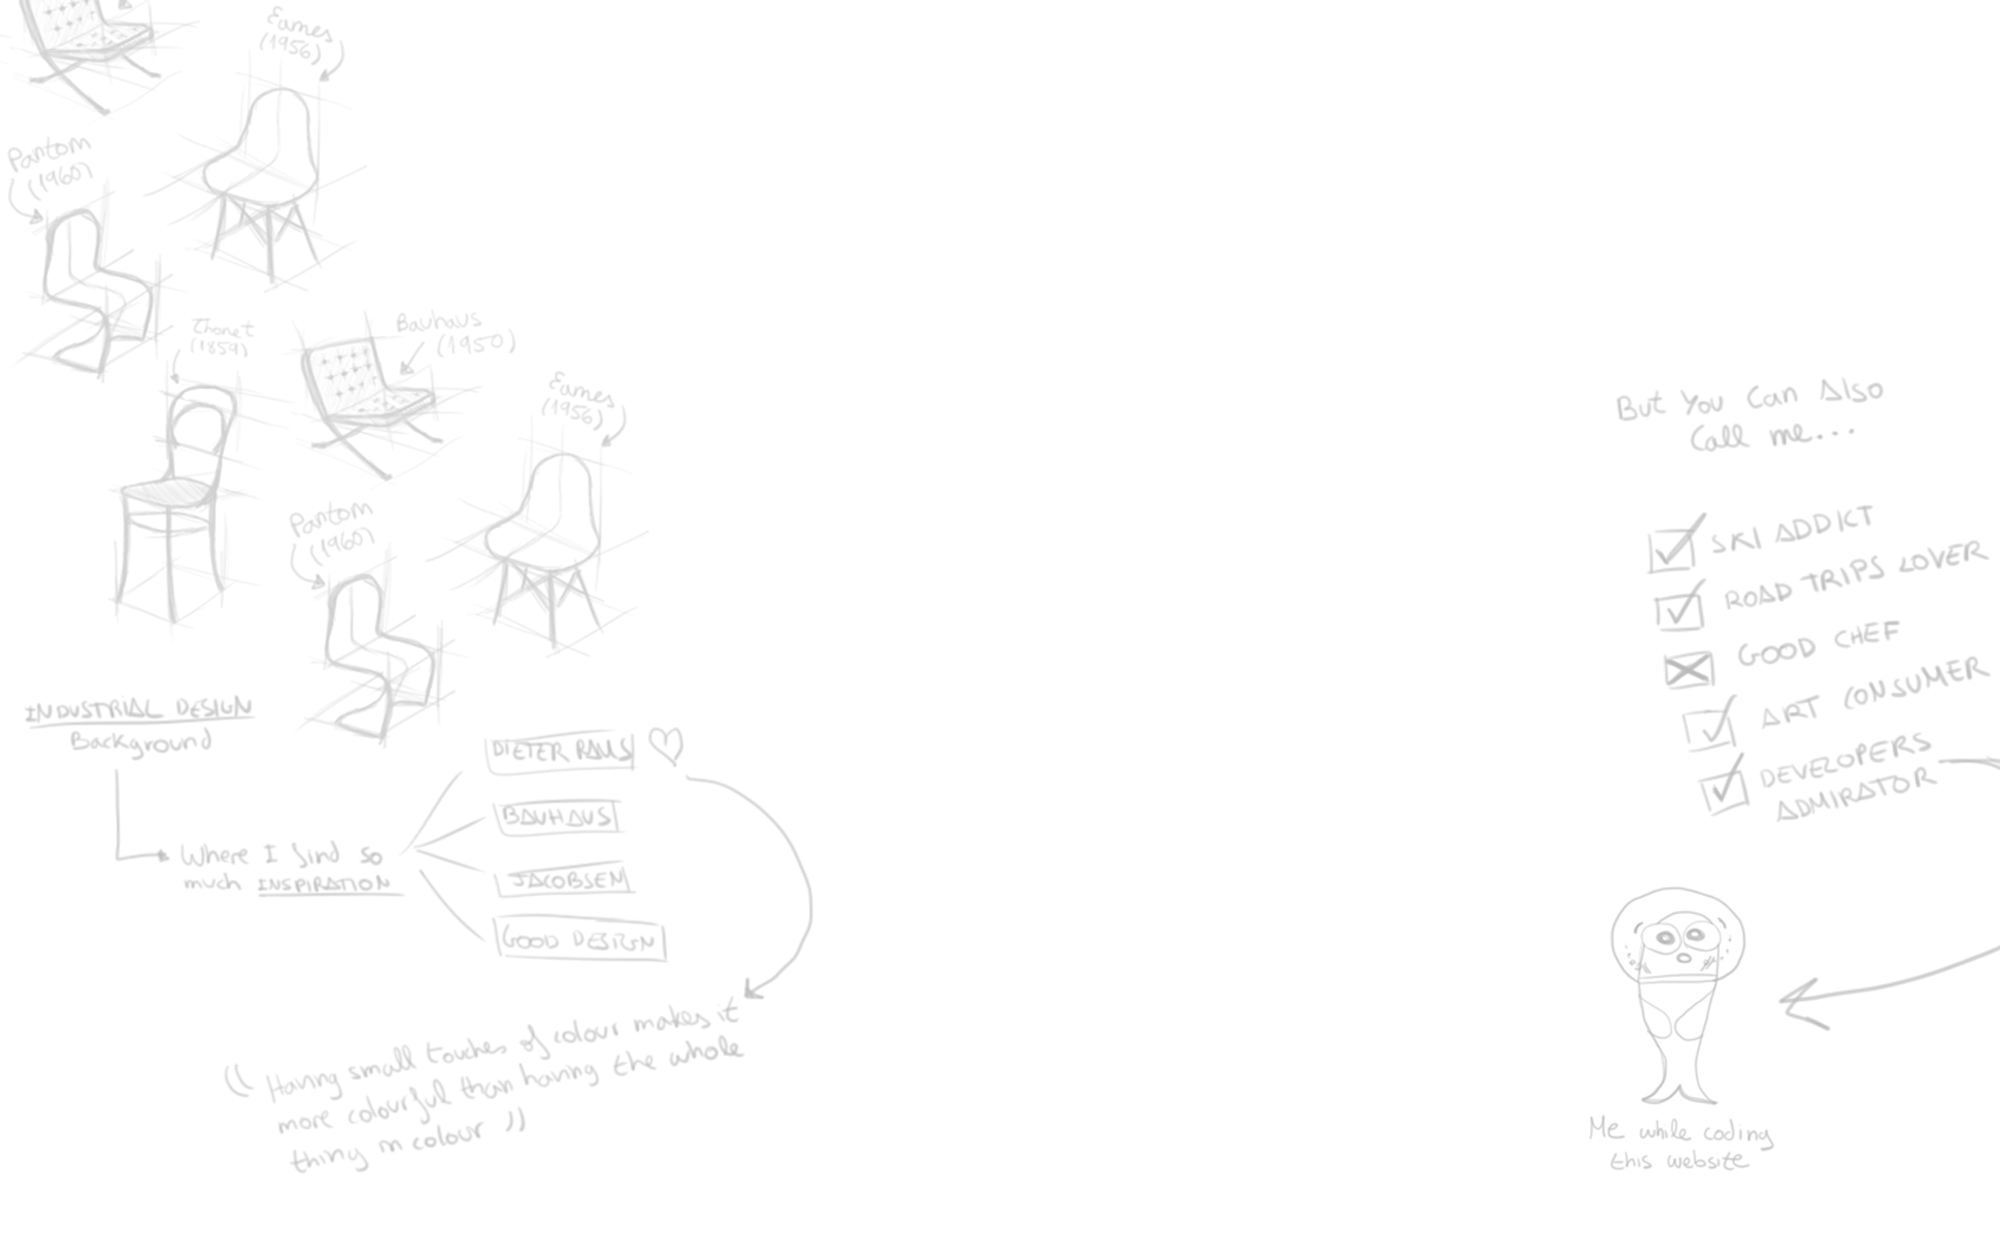 Eames
(1956)
Pantom
(1960)
Thonet
(1859)
Bauhaus
(1950)
Eames
(1956)
Pantom
(1960)
INDUSTRIAL DESIGN
Background
Where I find so
much INSPIRATION
DIETER RAMS
BAUHAUS
JACOBSEN
GOOD DESIGN
(( Having small touches of colour makes it
more colourful than having the whole
thing in colour ))
But You Can Also
Call me...
SKI ADDICT
ROAD TRIPS LOVER
GOOD CHEF
ART CONSUMER
DEVELOPERS
ADMIRATOR
Me while coding
this website